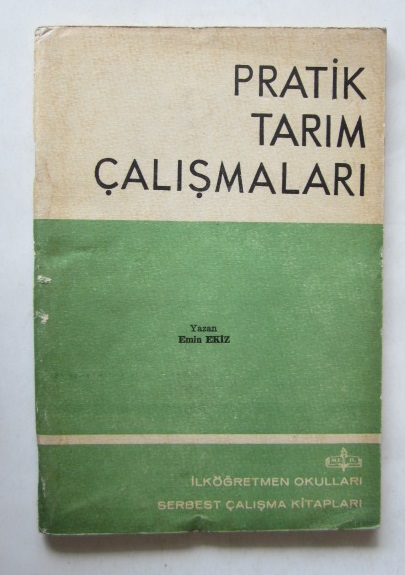 PRATİK
TARIM
ÇALIŞMALARI
Yazan
Emin EKİZ
İLKÖĞRETMEN OKULLARI
SERBEST ÇALIŞMA KİTAPLARI